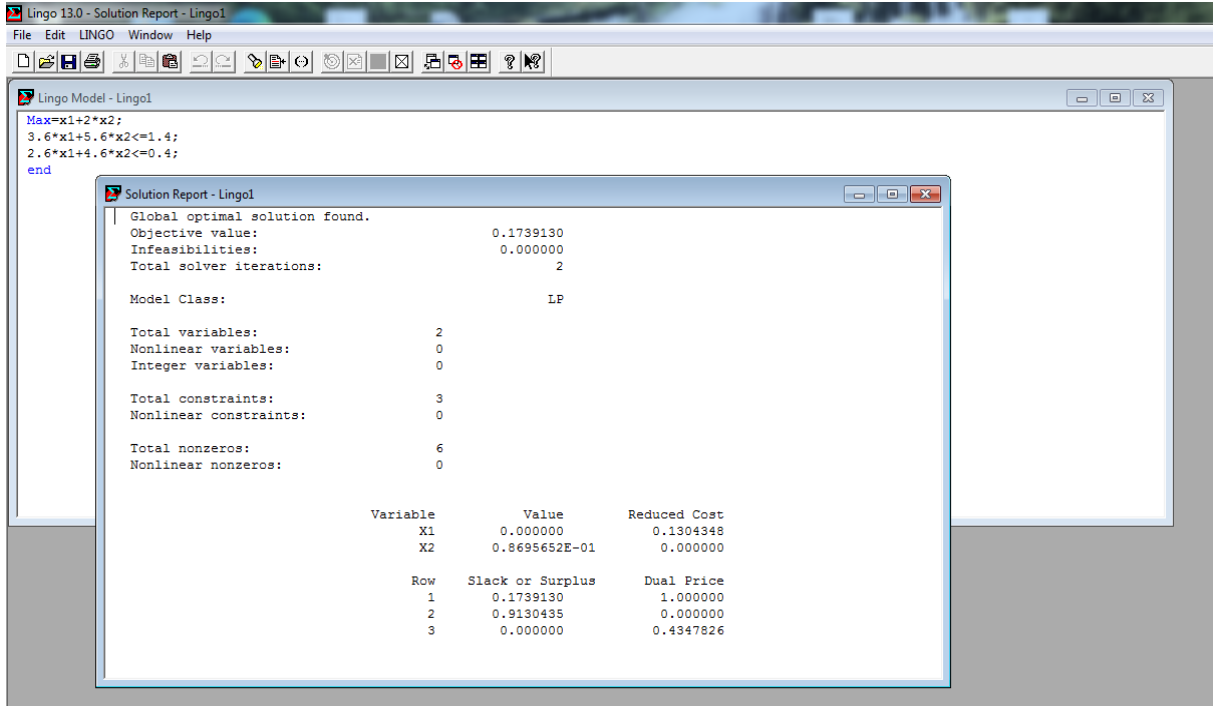 Lingo 13.0 - Solution Report - Lingo1
File Edit LINGO Window Help
Lingo Model - Lingo1
Max=x1+2*x2;
3.6*x1+5.6*x2<=1.4;
2.6*x1+4.6*x2<=0.4;
end
Solution Report - Lingo1
Global optimal solution found.
Objective value: 0.1739130
Infeasibilities: 0.000000
Total solver iterations: 2
Model Class: LP
Total variables: 2
Nonlinear variables: 0
Integer variables: 0
Total constraints: 3
Nonlinear constraints: 0
Total nonzeros: 6
Nonlinear nonzeros: 0
Variable Value Reduced Cost
X1 0.000000 0.1304348
X2 0.8695652E-01 0.000000
Row Slack or Surplus Dual Price
1 0.1739130 1.000000
2 0.9130435 0.000000
3 0.000000 0.4347826